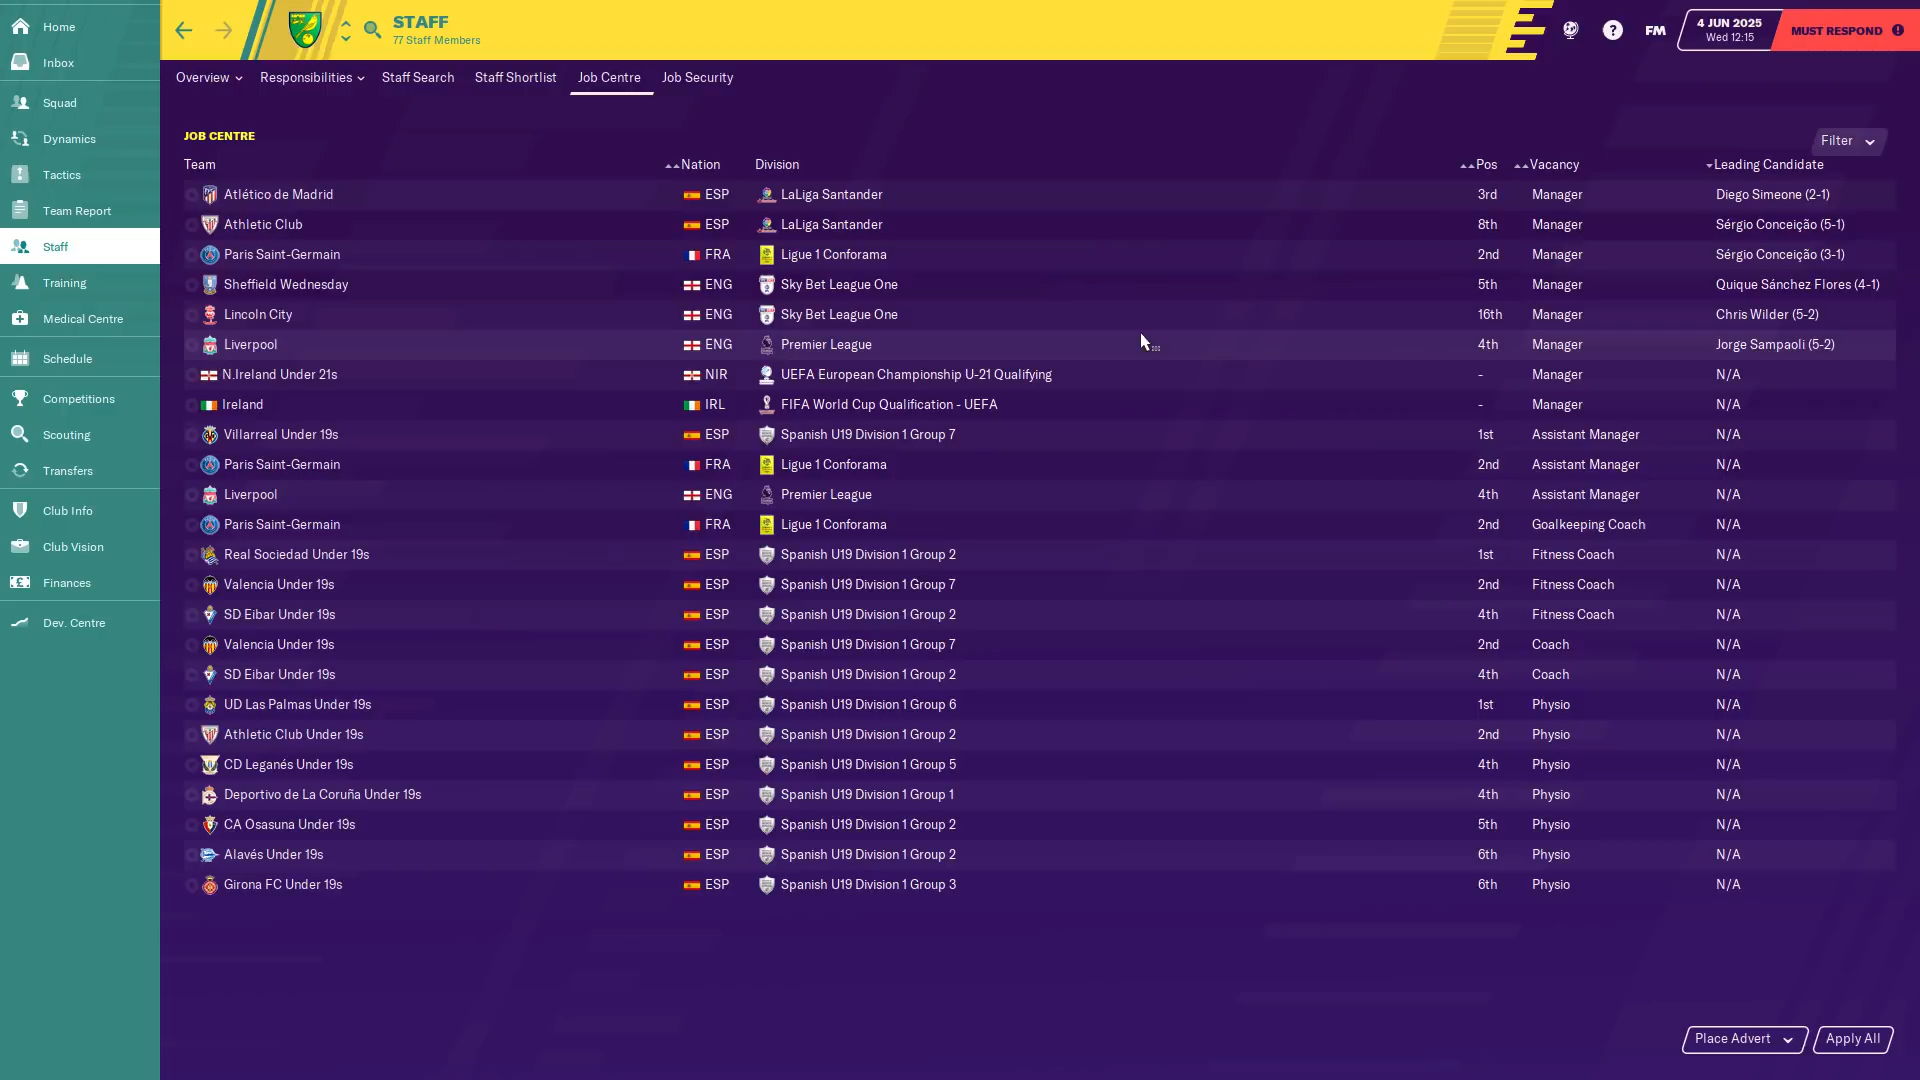 Home
Inbox
Squad
Dynamics
Tactics
Team Report
Staff
Training
Medical Centre
Schedule
Competitions
Scouting
Transfers
Club Info
Club Vision
Finances
Dev. Centre
STAFF
77 Staff Members
FM
4 JUN 2025
Wed 12:15
MUST RESPOND
Overview Responsibilities Staff Search Staff Shortlist Job Centre Job Security
JOB CENTRE
Filter
Team Nation Division Pos Vacancy Leading Candidate
Atlético de Madrid ESP LaLiga Santander 3rd Manager Diego Simeone (2-1)
Athletic Club ESP LaLiga Santander 8th Manager Sérgio Conceição (5-1)
Paris Saint-Germain FRA Ligue 1 Conforama 2nd Manager Sérgio Conceição (3-1)
Sheffield Wednesday ENG Sky Bet League One 5th Manager Quique Sánchez Flores (4-1)
Lincoln City ENG Sky Bet League One 16th Manager Chris Wilder (5-2)
Liverpool ENG Premier League 4th Manager Jorge Sampaoli (5-2)
N.Ireland Under 21s NIR UEFA European Championship U-21 Qualifying - Manager N/A
Ireland IRL FIFA World Cup Qualification - UEFA - Manager N/A
Villarreal Under 19s ESP Spanish U19 Division 1 Group 7 1st Assistant Manager N/A
Paris Saint-Germain FRA Ligue 1 Conforama 2nd Assistant Manager N/A
Liverpool ENG Premier League 4th Assistant Manager N/A
Paris Saint-Germain FRA Ligue 1 Conforama 2nd Goalkeeping Coach N/A
Real Sociedad Under 19s ESP Spanish U19 Division 1 Group 2 1st Fitness Coach N/A
Valencia Under 19s ESP Spanish U19 Division 1 Group 7 2nd Fitness Coach N/A
SD Eibar Under 19s ESP Spanish U19 Division 1 Group 2 4th Fitness Coach N/A
Valencia Under 19s ESP Spanish U19 Division 1 Group 7 2nd Coach N/A
SD Eibar Under 19s ESP Spanish U19 Division 1 Group 2 4th Coach N/A
UD Las Palmas Under 19s ESP Spanish U19 Division 1 Group 6 1st Physio N/A
Athletic Club Under 19s ESP Spanish U19 Division 1 Group 2 2nd Physio N/A
CD Leganés Under 19s ESP Spanish U19 Division 1 Group 5 4th Physio N/A
Deportivo de La Coruña Under 19s ESP Spanish U19 Division 1 Group 1 4th Physio N/A
CA Osasuna Under 19s ESP Spanish U19 Division 1 Group 2 5th Physio N/A
Alavés Under 19s ESP Spanish U19 Division 1 Group 2 6th Physio N/A
Girona FC Under 19s ESP Spanish U19 Division 1 Group 3 6th Physio N/A
Place Advert Apply All